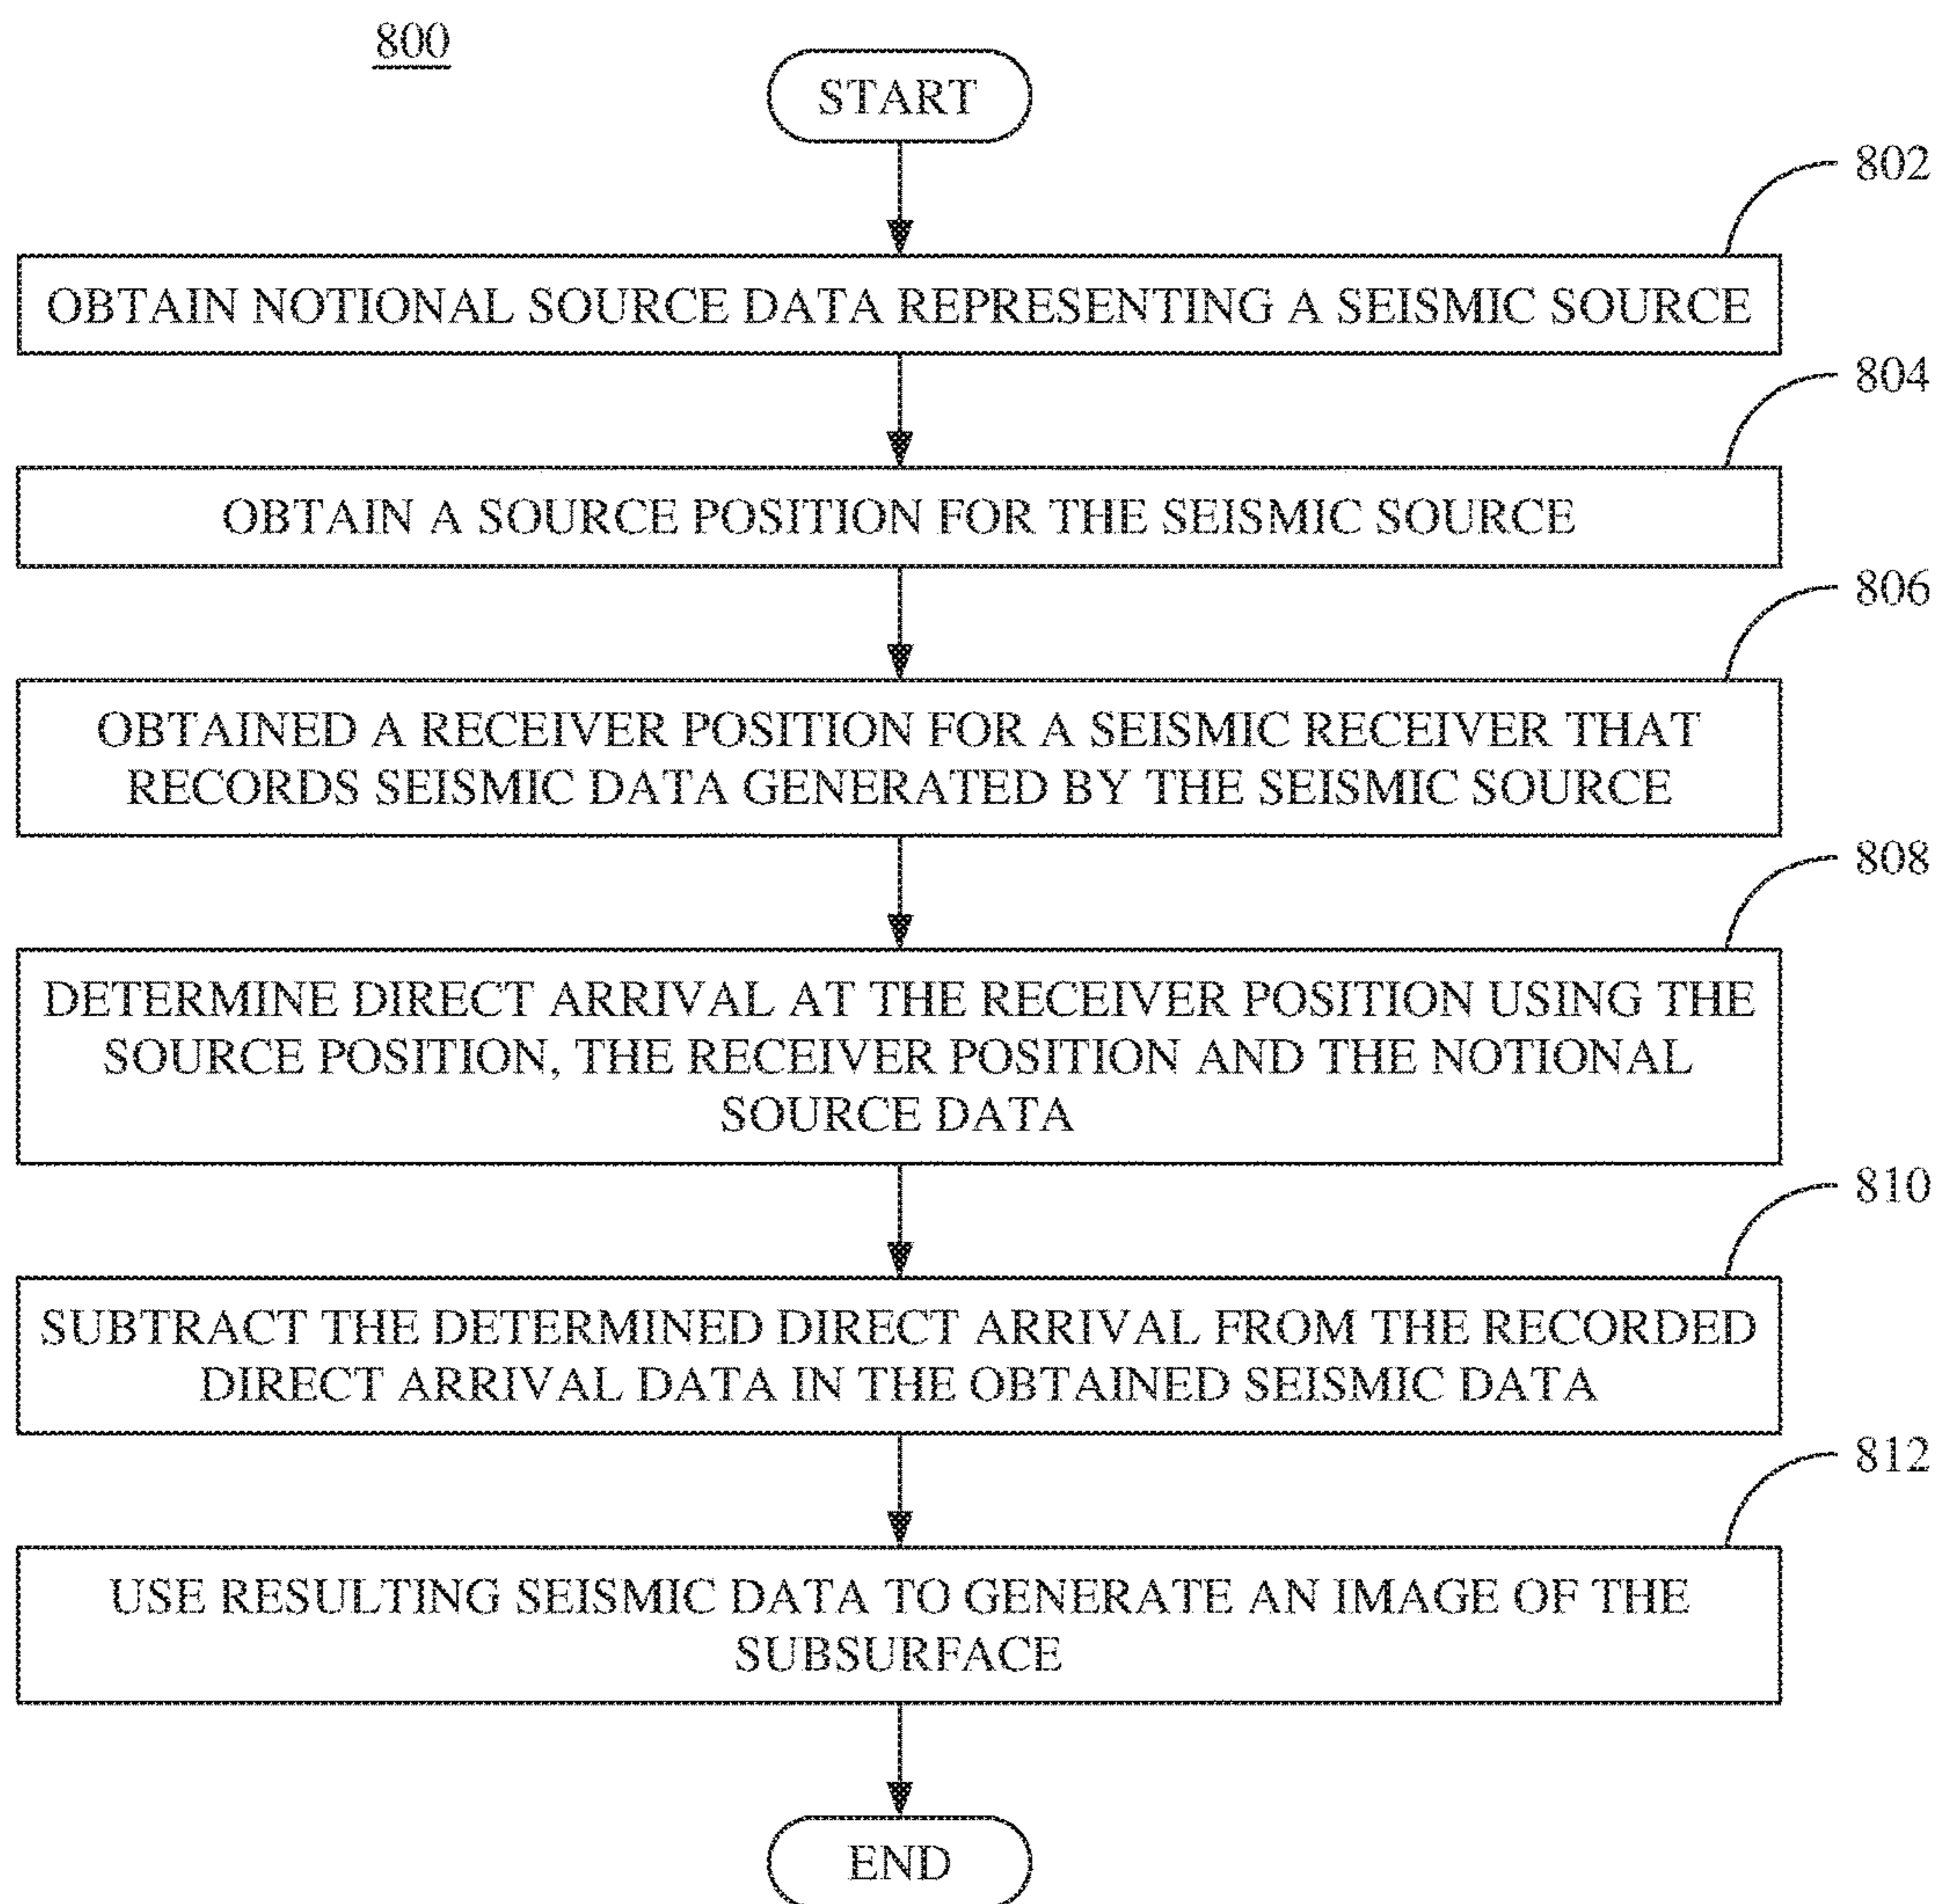 800
START
802
OBTAIN NOTIONAL SOURCE DATA REPRESENTING A SEISMIC SOURCE
804
OBTAIN A SOURCE POSITION FOR THE SEISMIC SOURCE
806
OBTAINED A RECEIVER POSITION FOR A SEISMIC RECEIVER THAT
RECORDS SEISMIC DATA GENERATED BY THE SEISMIC SOURCE
808
DETERMINE DIRECT ARRIVAL AT THE RECEIVER POSITION USING THE
SOURCE POSITION, THE RECEIVER POSITION AND THE NOTIONAL
SOURCE DATA
810
SUBTRACT THE DETERMINED DIRECT ARRIVAL FROM THE RECORDED
DIRECT ARRIVAL DATA IN THE OBTAINED SEISMIC DATA
812
USE RESULTING SEISMIC DATA TO GENERATE AN IMAGE OF THE
SUBSURFACE
END